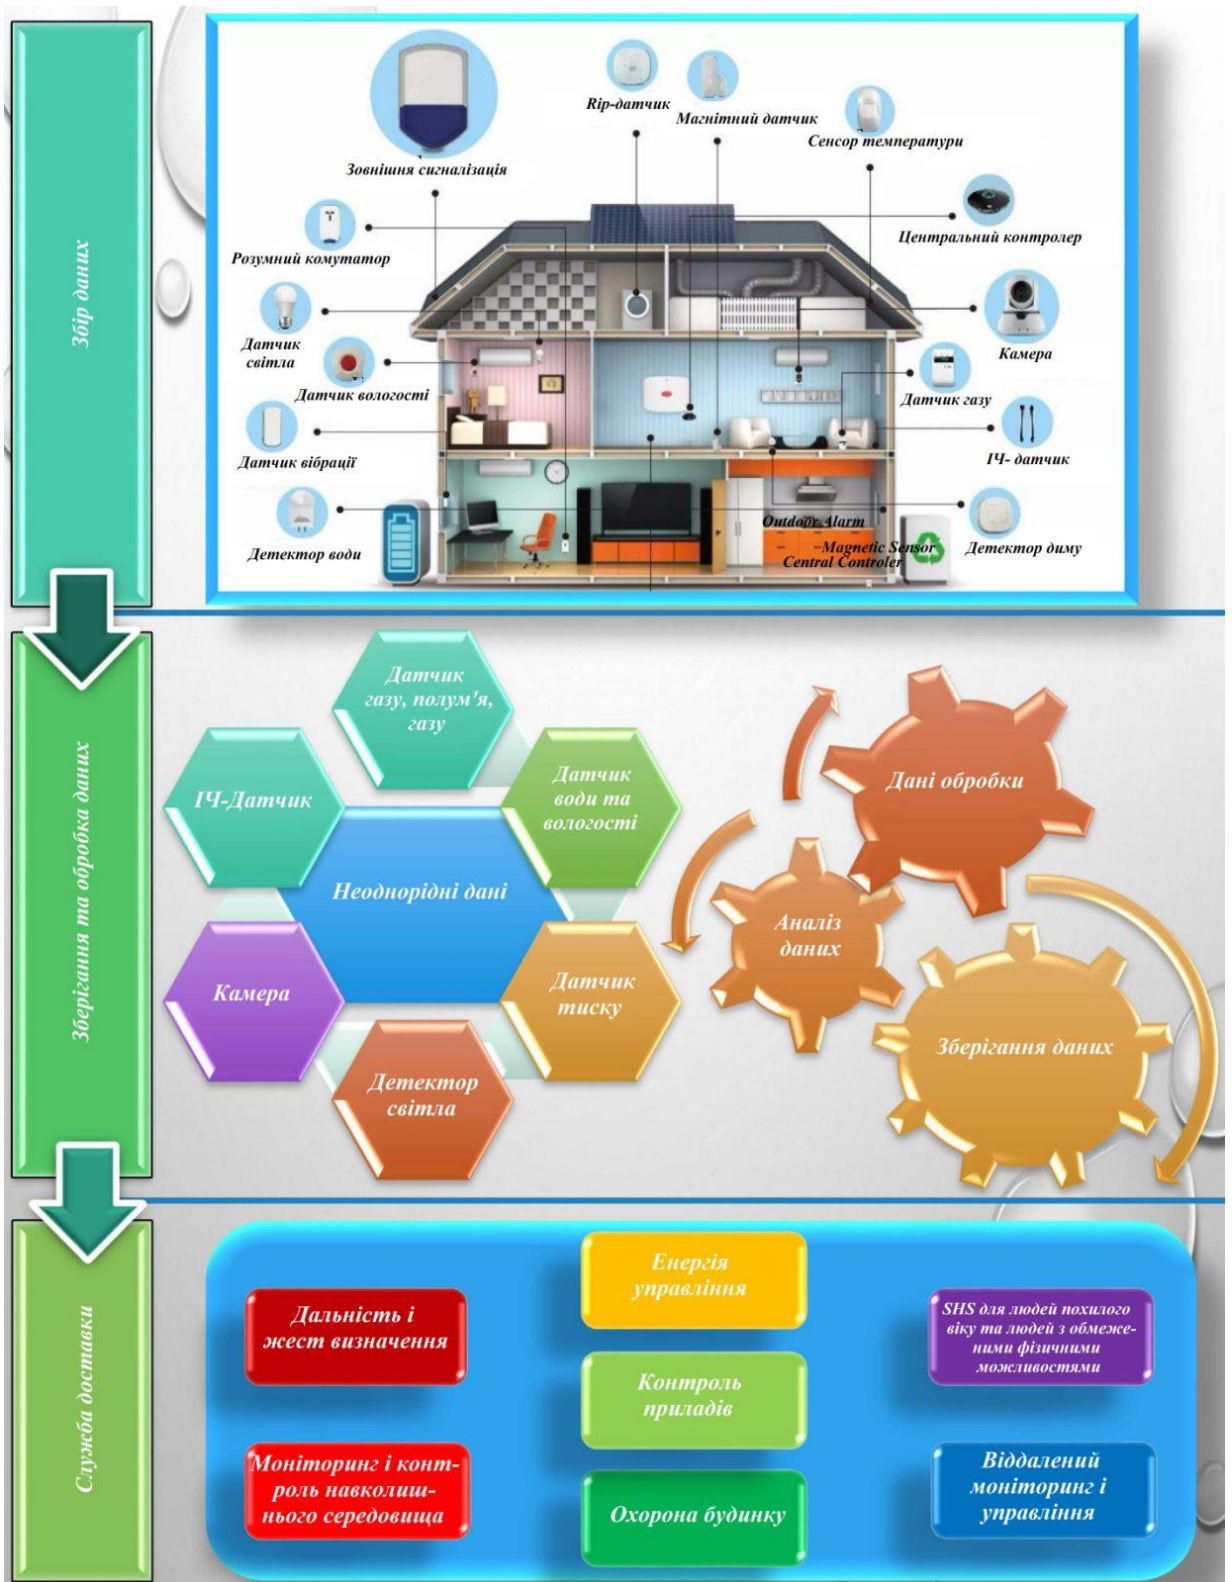 Збір даних
Зовнішня сигналізація
Rip-датчик
Магнітний датчик
Сенсор температури
Розумний комутатор
Центральний контролер
Датчик
світла
Датчик вологості
Камера
Датчик газу
Датчик вібрації
ІЧ- датчик
Детектор води
Outdoor Alarm
Magnetic Sensor
Central Controler
Детектор диму
Зберігання та обробка даних
Датчик
газу, полум'я,
газу
ІЧ-Датчик
Датчик
води та
вологості
Неоднорідні дані
Камера
Датчик
тиску
Детектор
світла
Дані обробки
Аналіз
даних
Зберігання даних
Служба доставки
Енергія
управління
Дальність і
жест визначення
SHS для людей похилого
віку та людей з обмеже-
ними фізичними
можливостями
Контроль
приладів
Моніторинг і конт-
роль навколиш-
нього середовища
Охорона будинку
Віддалений
моніторинг і
управління